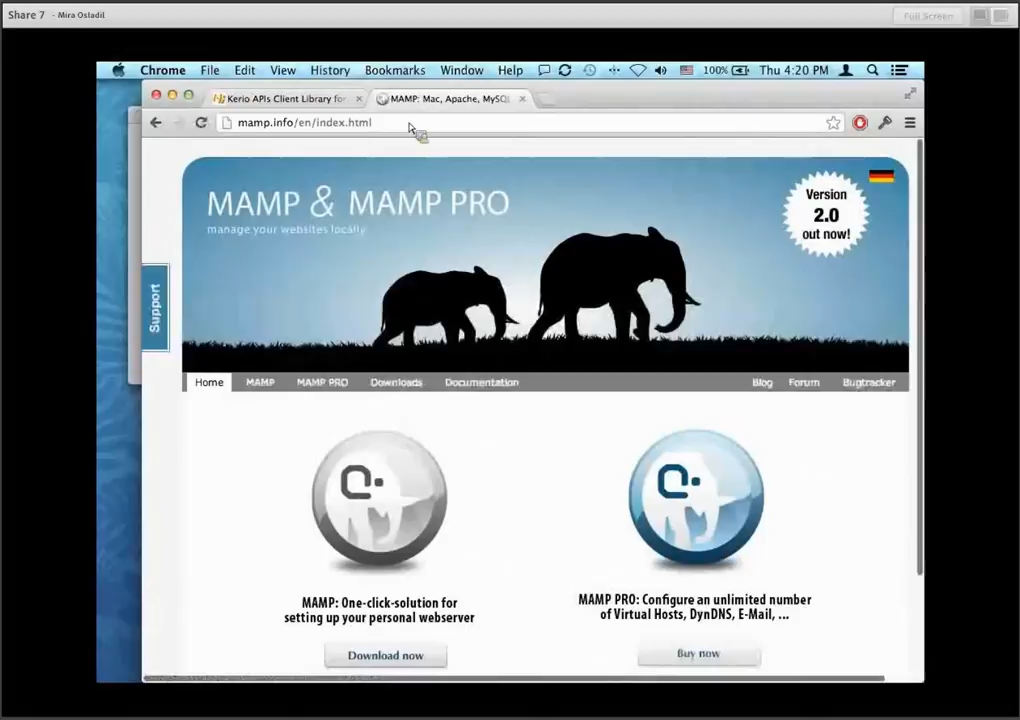 Share 7 - Mira Ostadil
Full Screen
Chrome File Edit View History Bookmarks Window Help 100% Thu 4:20 PM
Kerio APIs Client Library for
MAMP: Mac, Apache, MySQL
mamp.info/en/index.html
MAMP & MAMP PRO
manage your websites locally
Version
2.0
out now!
Support
Home MAMP MAMP PRO Downloads Documentation Blog Forum Bugtracker
MAMP: One-click-solution for
setting up your personal webserver
Download now
MAMP PRO: Configure an unlimited number
of Virtual Hosts, DynDNS, E-Mail, ...
Buy now